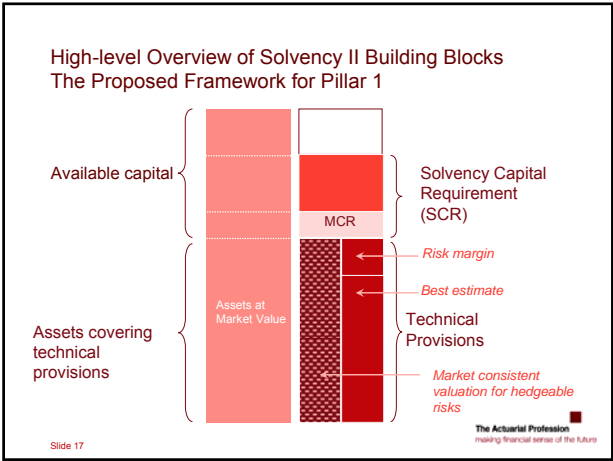 High-level Overview of Solvency II Building Blocks
The Proposed Framework for Pillar 1
Available capital
Solvency Capital
Requirement
(SCR)
MCR
Risk margin
Best estimate
Assets at
Market Value
Technical
Provisions
Assets covering
technical
provisions
Market consistent
valuation for hedgeable
risks
The Actuarial Profession
making financial sense of the future
Slide 17